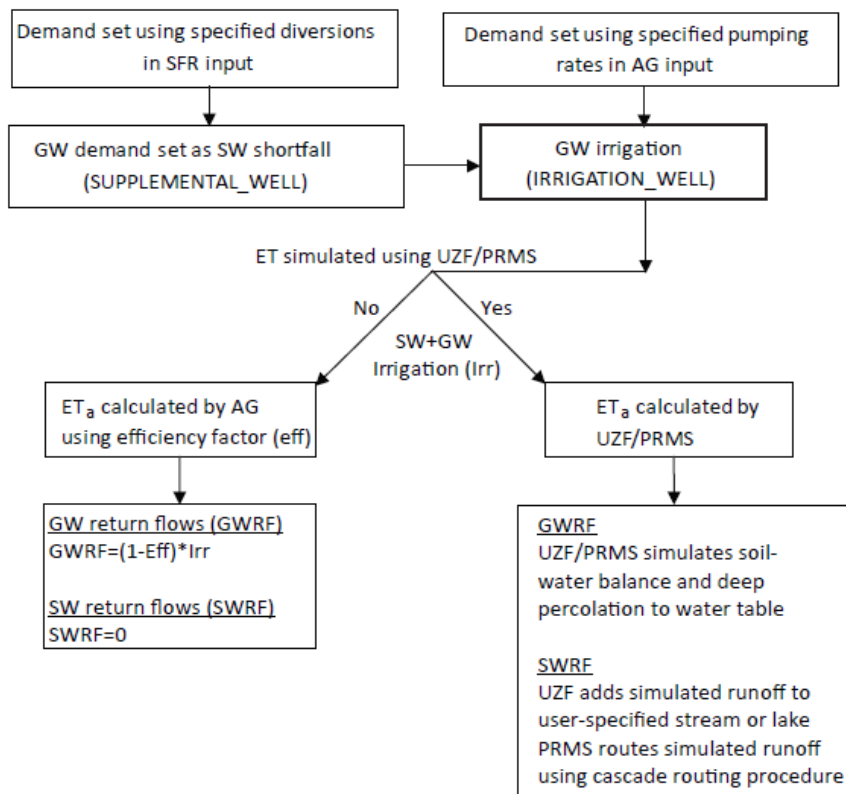 Demand set using specified diversions
in SFR input
Demand set using specified pumping
rates in AG input
GW demand set as SW shortfall
(SUPPLEMENTAL_WELL)
GW irrigation
(IRRIGATION_WELL)
ET simulated using UZF/PRMS
No
Yes
SW+GW
Irrigation (Irr)
ETa calculated by AG
using efficiency factor (eff)
ETa calculated by
UZF/PRMS
GW return flows (GWRF)
GWRF=(1-Eff)*Irr
SW return flows (SWRF)
SWRF=0
GWRF
UZF/PRMS simulates soil-
water balance and deep
percolation to water table
SWRF
UZF adds simulated runoff to
user-specified stream or lake
PRMS routes simulated runoff
using cascade routing procedure